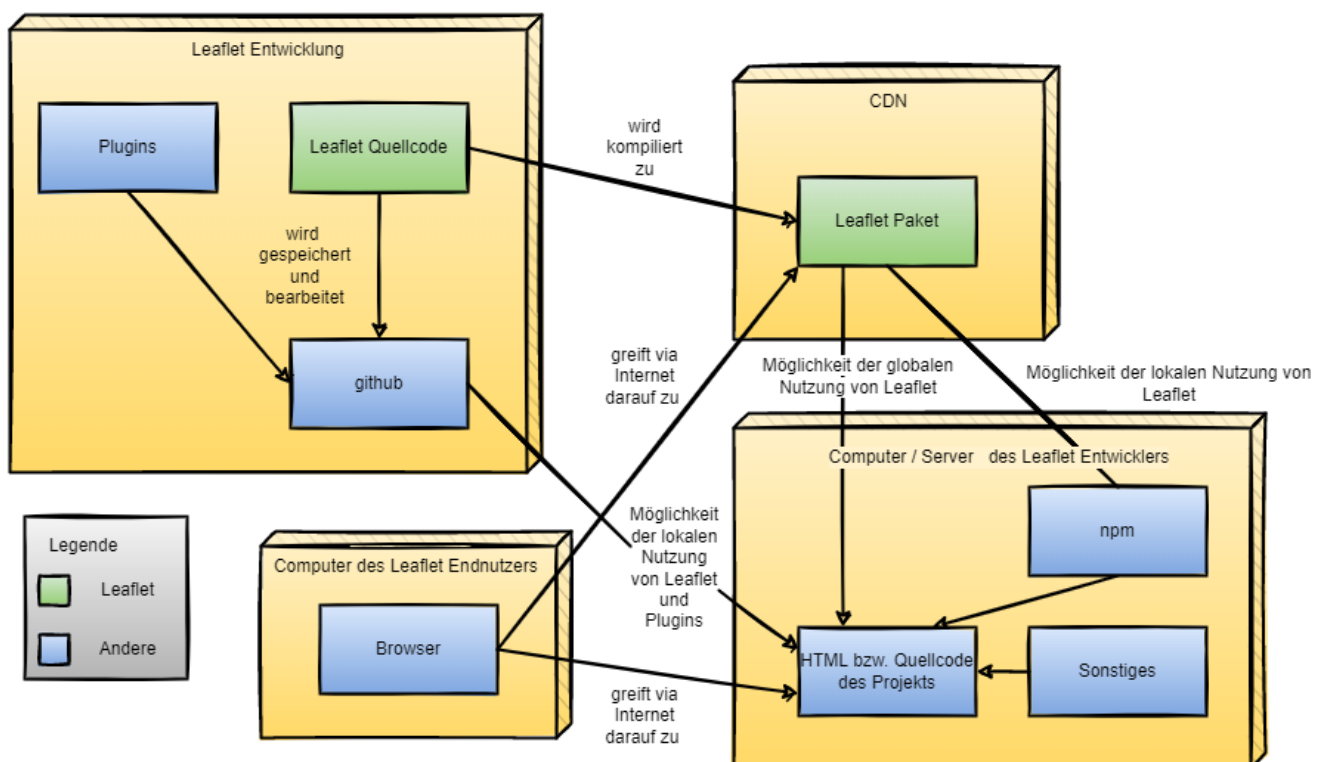 Leaflet Entwicklung
Plugins
Leaflet Quellcode
wird
gespeichert
und
bearbeitet
github
wird
kompiliert
zu
CDN
Leaflet Paket
greift via
Internet
darauf zu
Möglichkeit der globalen
Nutzung von Leaflet
Möglichkeit der lokalen Nutzung von
Leaflet
Computer / Server   des Leaflet Entwicklers
npm
Möglichkeit
der lokalen
Nutzung
von Leaflet
und
Plugins
HTML bzw. Quellcode
des Projekts
Sonstiges
Legende
Leaflet
Andere
Computer des Leaflet Endnutzers
Browser
greift via
Internet
darauf zu